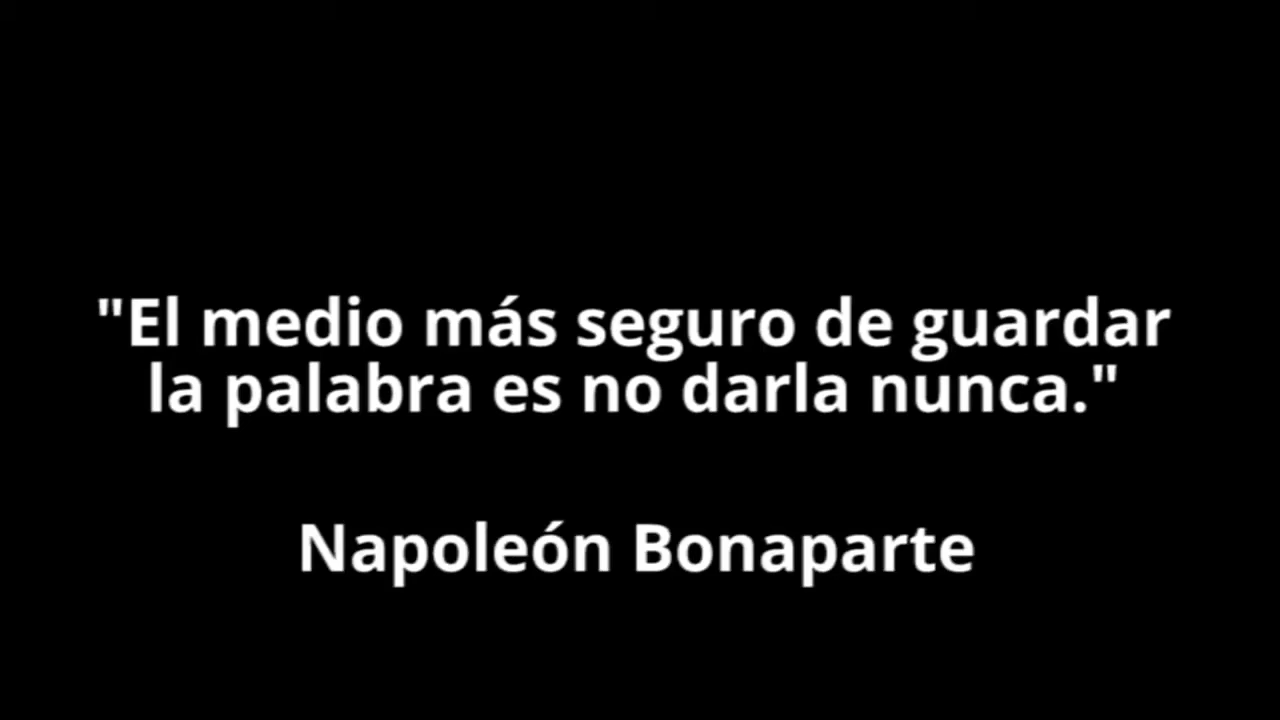 "El medio más seguro de guardar
la palabra es no darla nunca."
Napoleón Bonaparte